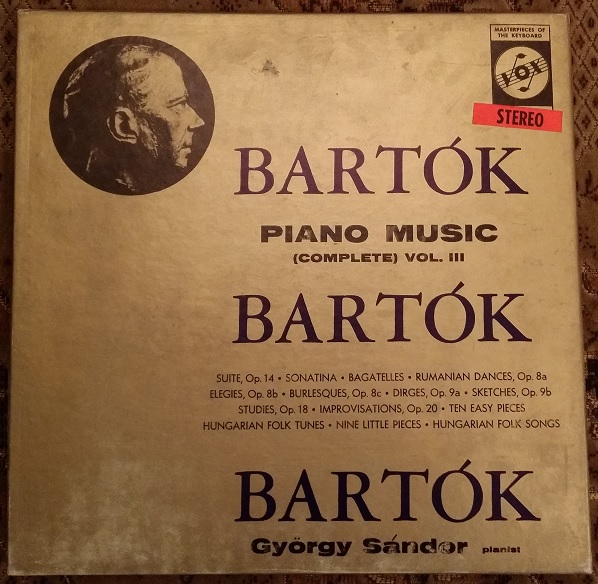 MASTERPIECES OF
THE KEYBOARD
VOX
STEREO
BARTÓK
PIANO MUSIC
(COMPLETE) VOL. III
BARTÓK
SUITE, Op. 14 • SONATINA • BAGATELLES • RUMANIAN DANCES, Op. 8a
ELEGIES, Op. 8b • BURLESQUES, Op. 8c • DIRGES, Op. 9a • SKETCHES, Op. 9b
STUDIES, Op. 18 • IMPROVISATIONS, Op. 20 • TEN EASY PIECES
HUNGARIAN FOLK TUNES • NINE LITTLE PIECES • HUNGARIAN FOLK SONGS
BARTÓK
György Sándor pianist